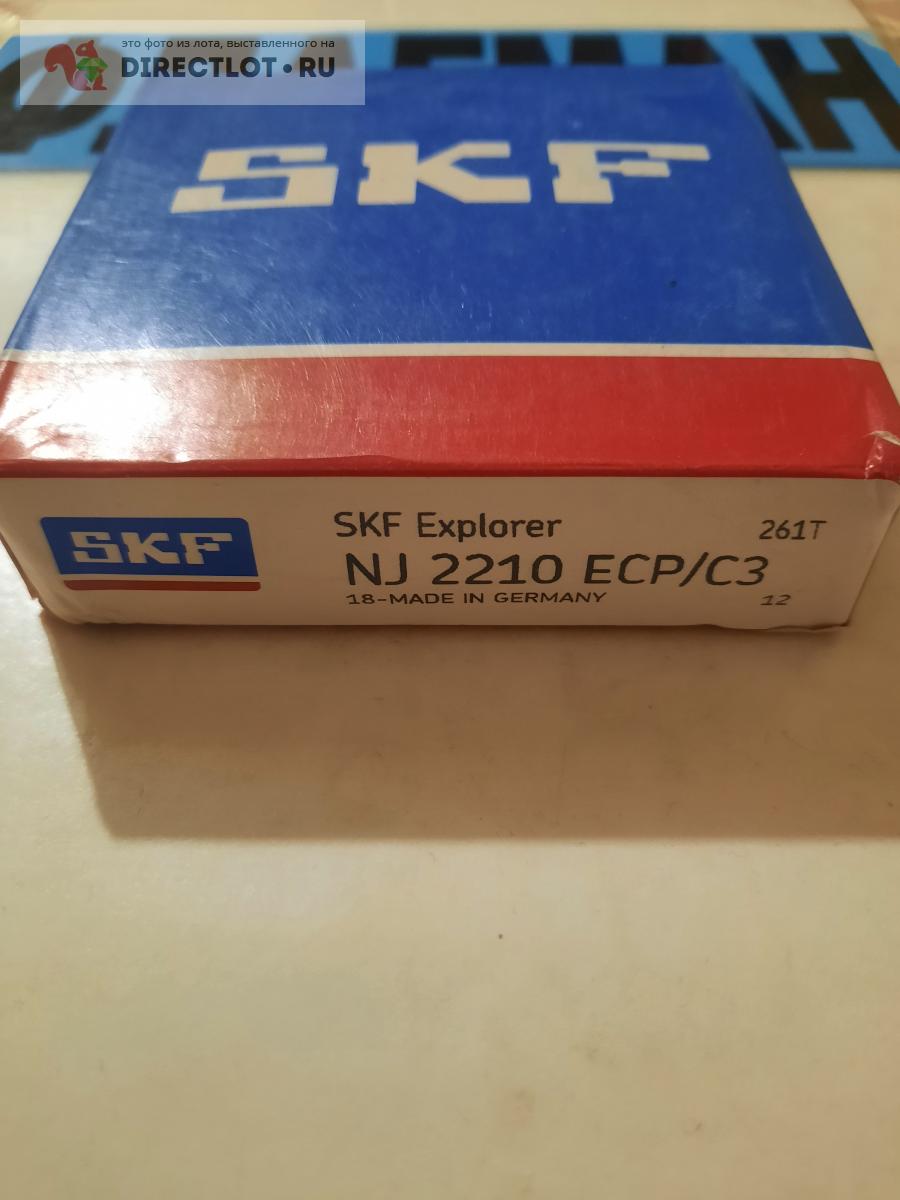 это фото из лота, выставленного на
DIRECTLOT•RU
SKF
SKF
SKF Explorer
261T
NJ 2210 ECP/C3
18-MADE IN GERMANY
12